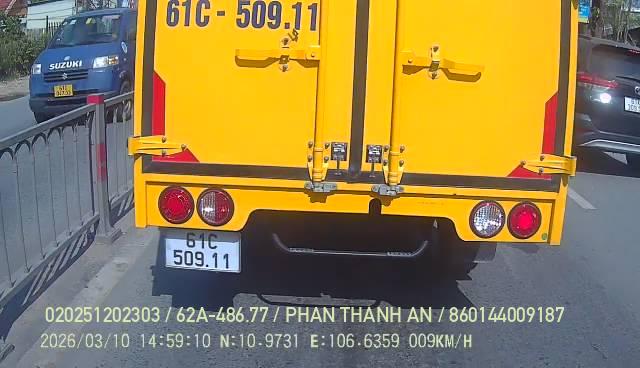 61C - 509.11
SUZUKI
61C
509.11
020251202303 / 62A-486.77 / PHAN THANH AN / 860144009187
2026/03/10 14:59:10 N:10.9731 E:106.6359 009KM/H